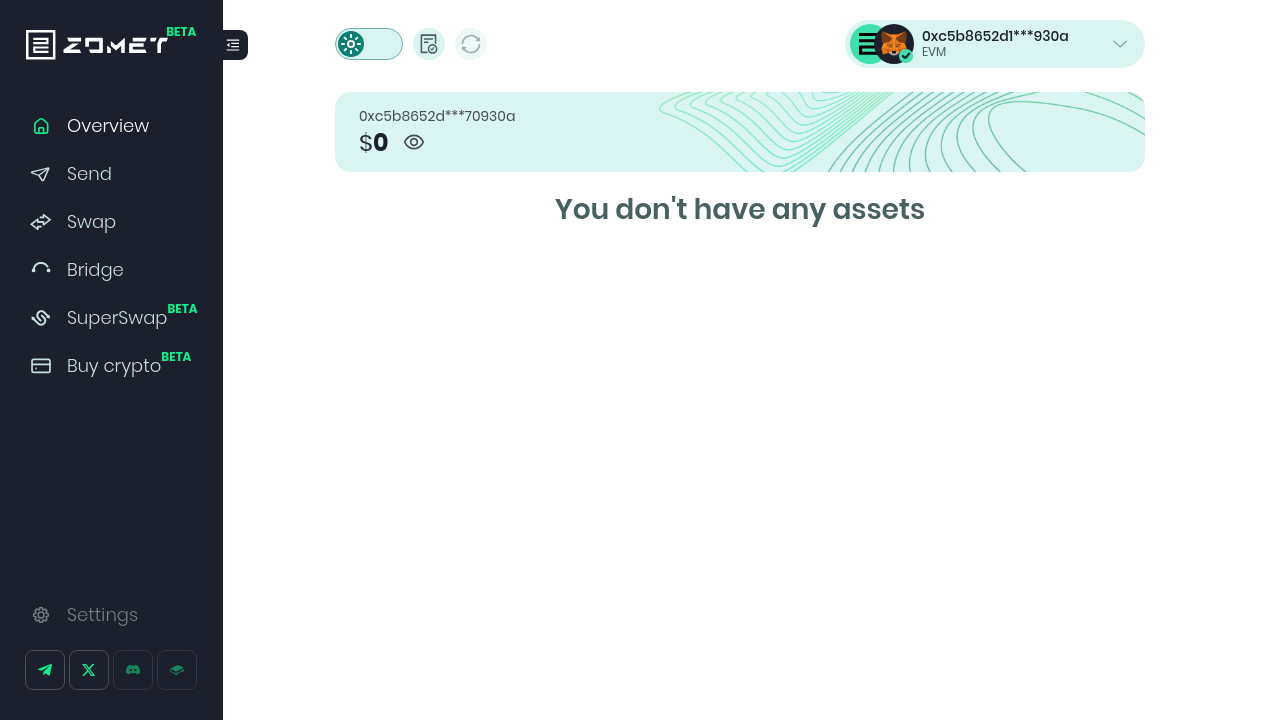 ZOMET BETA
Overview
Send
Swap
Bridge
SuperSwap BETA
Buy crypto BETA
Settings
0xc5b8652d1***930a
EVM
0xc5b8652d***70930a
$0
You don't have any assets